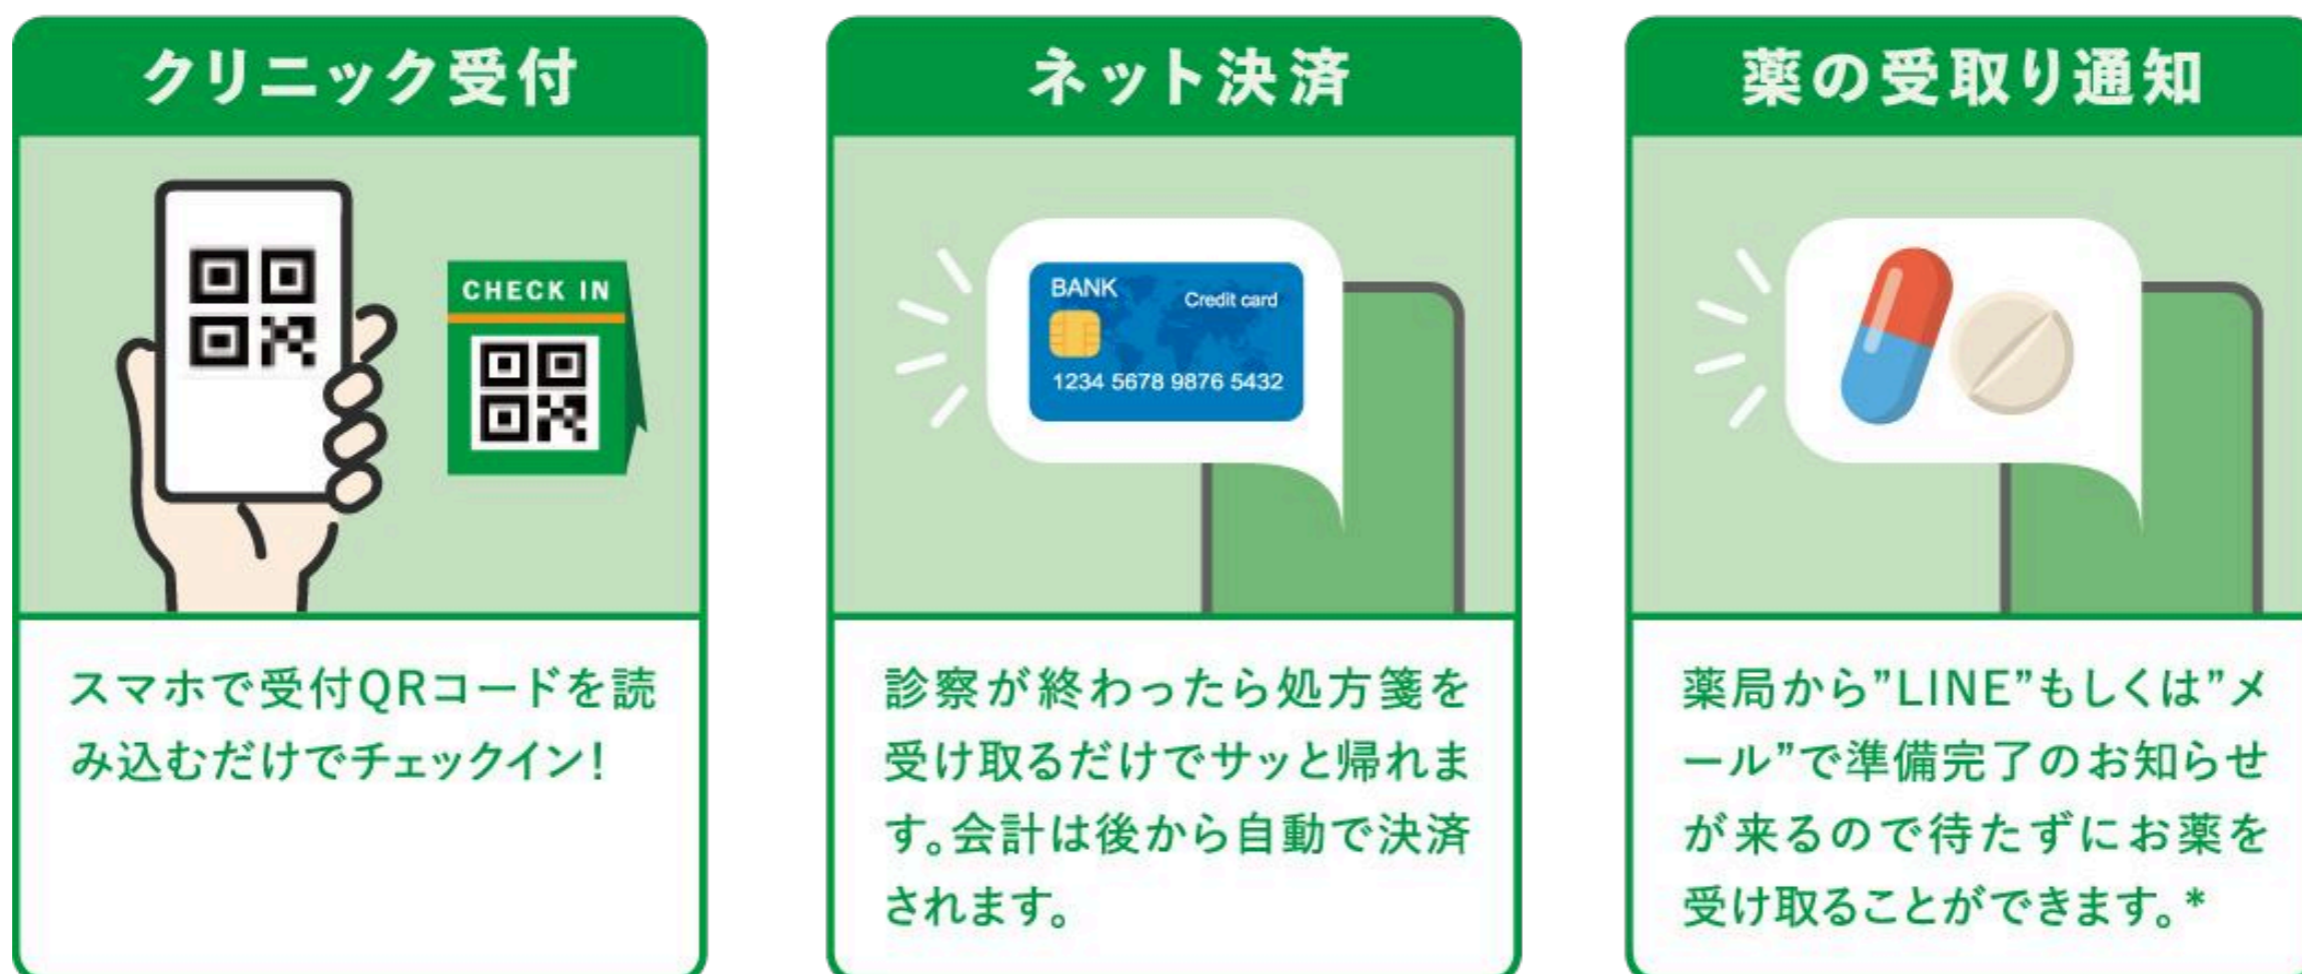 クリニック受付
CHECK IN
スマホで受付QRコードを読
み込むだけでチェックイン!
ネット決済
BANK
Credit card
1234 5678 9876 5432
診察が終わったら処方箋を
受け取るだけでサッと帰れま
す。会計は後から自動で決済
されます。
薬の受取り通知
薬局から”LINE”もしくは”メ
ール”で準備完了のお知らせ
が来るので待たずにお薬を
受け取ることができます。*